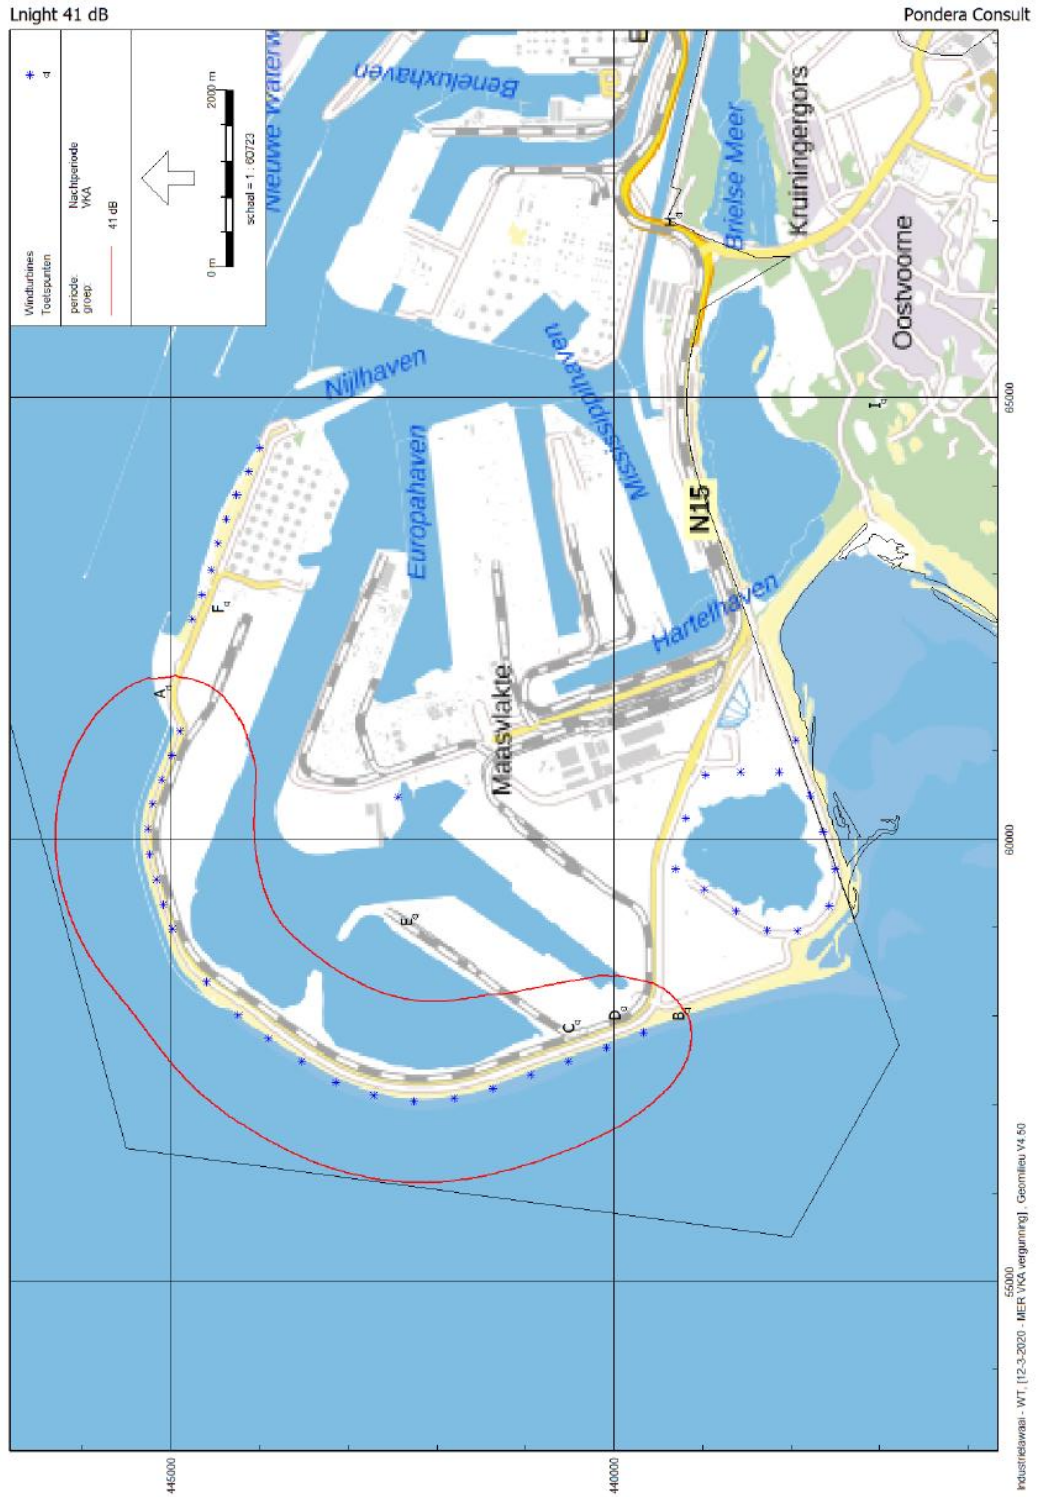 Lnight 41 dB
Pondera Consult
Windturbines
Toetspunten
periode:
groep:
Nachtperiode
VKA
41 dB
0 m
2000 m
schaal = 1 : 60723
Nieuwe Waterw
Beneluxhaven
Brielse Meer
Kruiningergors
Oostvoorne
Nijlhaven
Europahaven
Mississippihaven
Hartelhaven
N15
Maasvlakte
A
B
C
D
E
F
H
I
65000
60000
55000
445000
440000
Industrielawaai - WT, [12-3-2020 - MER VKA vergunning] , Geomilieu V4.50